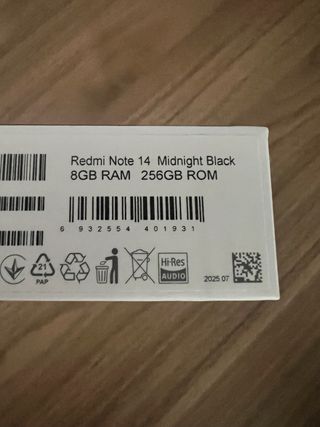 Redmi Note 14 Midnight Black
8GB RAM 256GB ROM
6 932554 401931
21
PAP
Hi-Res
AUDIO
2025.07